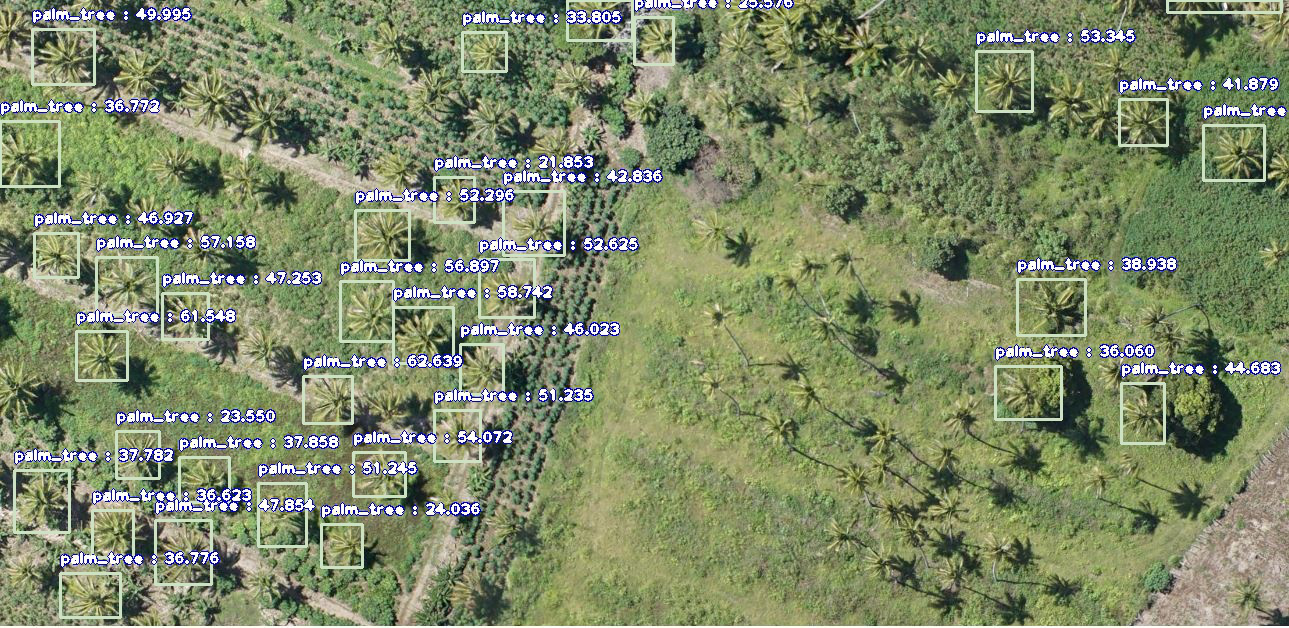 palm_tree : 25.576
palm_tree : 49.995
palm_tree : 33.805
palm_tree : 53.345
palm_tree : 41.879
palm_tree : 36.772
palm_tree
palm_tree : 21.853
palm_tree : 42.836
palm_tree : 52.296
palm_tree : 46.927
palm_tree : 57.158
palm_tree : 52.625
palm_tree : 56.897
palm_tree : 38.938
palm_tree : 47.253
palm_tree : 58.742
palm_tree : 61.548
palm_tree : 46.023
palm_tree : 36.060
palm_tree : 62.639
palm_tree : 44.683
palm_tree : 51.235
palm_tree : 23.550
palm_tree : 54.072
palm_tree : 37.858
palm_tree : 37.782
palm_tree : 51.245
palm_tree : 36.623
palm_tree : 47.854
palm_tree : 24.036
palm_tree : 36.776